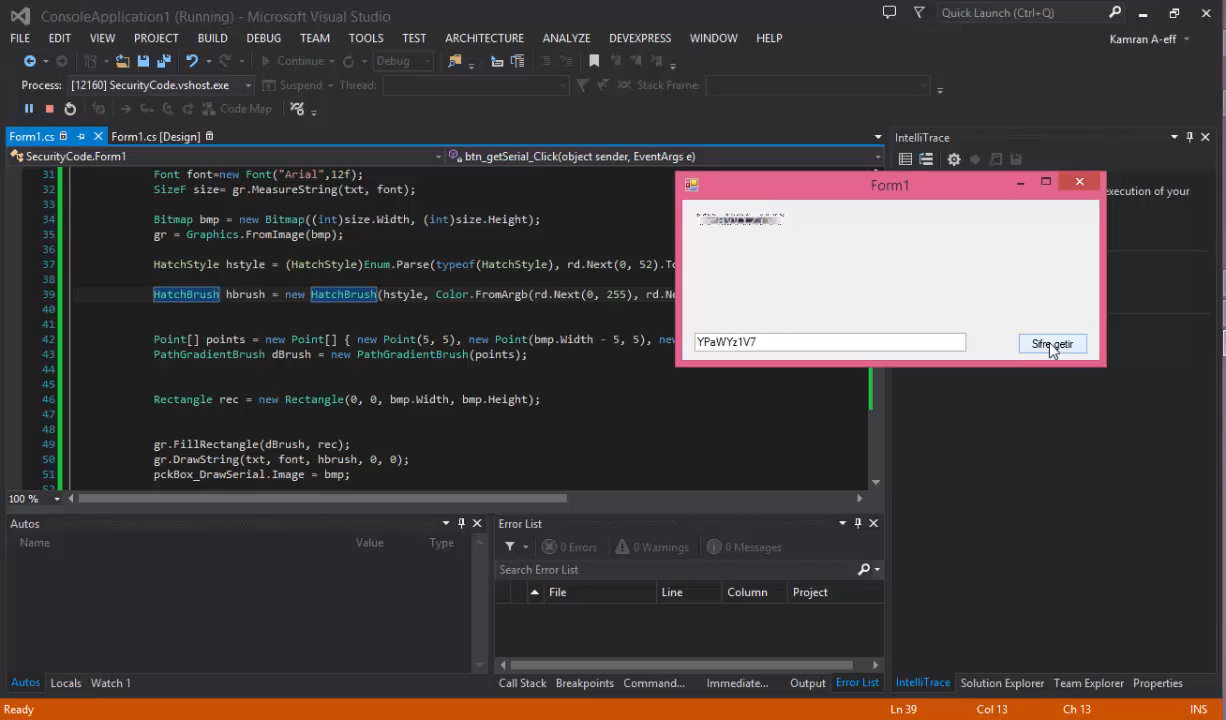 ConsoleApplication1 (Running) - Microsoft Visual Studio
Quick Launch (Ctrl+Q)
FILE EDIT VIEW PROJECT BUILD DEBUG TEAM TOOLS TEST ARCHITECTURE ANALYZE DEVEXPRESS WINDOW HELP
Kamran A-eff
Continue Debug
Process: [12160] SecurityCode.vshost.exe Suspend Thread: Stack Frame:
Code Map
Form1.cs Form1.cs [Design]
SecurityCode.Form1 btn_getSerial_Click(object sender, EventArgs e)
31 Font font=new Font("Arial",12f);
32 SizeF size= gr.MeasureString(txt, font);
33
34 Bitmap bmp = new Bitmap((int)size.Width, (int)size.Height);
35 gr = Graphics.FromImage(bmp);
36
37 HatchStyle hstyle = (HatchStyle)Enum.Parse(typeof(HatchStyle), rd.Next(0, 52).To
38
39 HatchBrush hbrush = new HatchBrush(hstyle, Color.FromArgb(rd.Next(0, 255), rd.Ne
40
41
42 Point[] points = new Point[] { new Point(5, 5), new Point(bmp.Width - 5, 5), new
43 PathGradientBrush dBrush = new PathGradientBrush(points);
44
45
46 Rectangle rec = new Rectangle(0, 0, bmp.Width, bmp.Height);
47
48
49 gr.FillRectangle(dBrush, rec);
50 gr.DrawString(txt, font, hbrush, 0, 0);
51 pckBox_DrawSerial.Image = bmp;
100 %
IntelliTrace
execution of your
Form1
YPaWYz1V7
Sifre getir
Autos
Name Value Type
Autos Locals Watch 1
Error List
0 Errors 0 Warnings 0 Messages
Search Error List
File Line Column Project
Call Stack Breakpoints Command... Immediate... Output Error List
IntelliTrace Solution Explorer Team Explorer Properties
Ready Ln 39 Col 13 Ch 13 INS